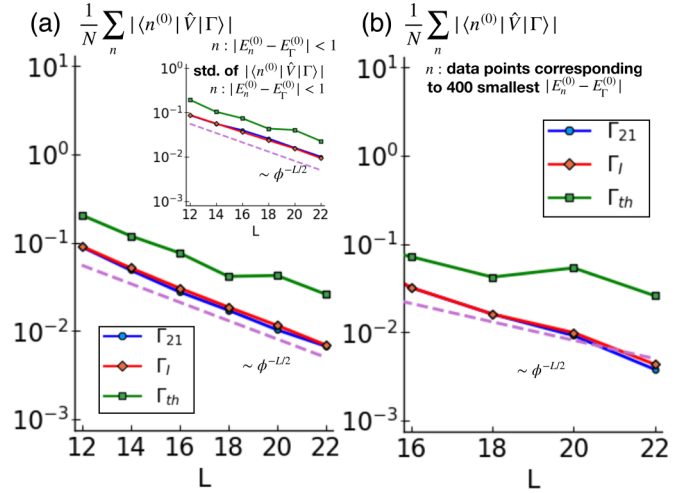 (a) 1/N ∑_n |⟨n^(0)|V̂|Γ⟩|
n : |E_n^(0) − E_Γ^(0)| < 1
std. of |⟨n^(0)|V̂|Γ⟩|
n : |E_n^(0) − E_Γ^(0)| < 1
10^0
10^−1
10^−2
10^−3
12 14 16 18 20 22
L
~ ϕ^−L/2
10^1
10^0
10^−1
10^−2
10^−3
Γ_21
Γ_I
Γ_th
~ ϕ^−L/2
12 14 16 18 20 22
L
(b) 1/N ∑_n |⟨n^(0)|V̂|Γ⟩|
n : data points corresponding
to 400 smallest |E_n^(0) − E_Γ^(0)|
10^1
10^0
10^−1
10^−2
10^−3
Γ_21
Γ_I
Γ_th
~ ϕ^−L/2
16 18 20 22
L